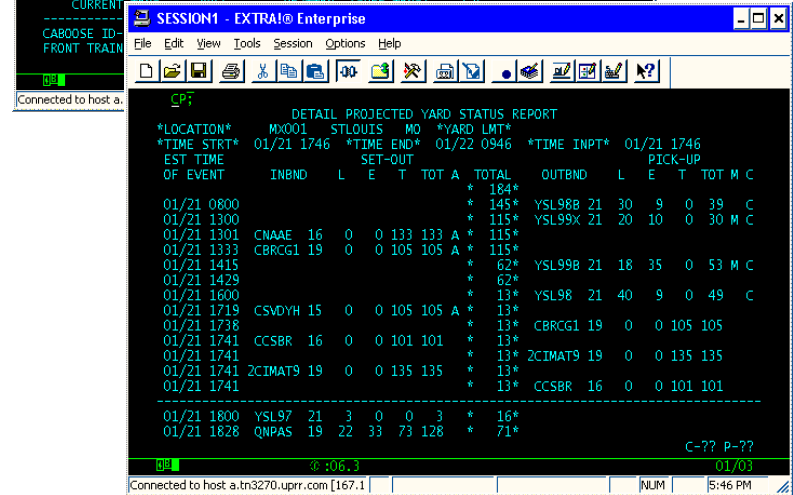 CURRENT
CABOOSE ID-
FRONT TRAIN
Connected to host a.
SESSION1 - EXTRA!® Enterprise
File Edit View Tools Session Options Help
CP;
DETAIL PROJECTED YARD STATUS REPORT
*LOCATION* MX001 STLOUIS MO *YARD LMT*
*TIME STRT* 01/21 1746 *TIME END* 01/22 0946 *TIME INPT* 01/21 1746
EST TIME SET-OUT PICK-UP
OF EVENT INBND L E T TOT A TOTAL OUTBND L E T TOT M C
* 184*
01/21 0800 * 145* YSL98B 21 30 9 0 39 C
01/21 1300 * 115* YSL99X 21 20 10 0 30 M C
01/21 1301 CNAAE 16 0 0 133 133 A * 115*
01/21 1333 CBRCG1 19 0 0 105 105 A * 115*
01/21 1415 * 62* YSL99B 21 18 35 0 53 M C
01/21 1429 * 62*
01/21 1600 * 13* YSL98 21 40 9 0 49 C
01/21 1719 CSVDYH 15 0 0 105 105 A * 13*
01/21 1738 * 13* CBRCG1 19 0 0 105 105
01/21 1741 CCSBR 16 0 0 101 101 * 13*
01/21 1741 * 13* 2CIMAT9 19 0 0 135 135
01/21 1741 2CIMAT9 19 0 0 135 135 * 13*
01/21 1741 * 13* CCSBR 16 0 0 101 101
01/21 1800 YSL97 21 3 0 0 3 * 16*
01/21 1828 QNPAS 19 22 33 73 128 * 71*
C-?? P-??
:06.3 01/03
Connected to host a.tn3270.uprr.com [167.1 NUM 5:46 PM